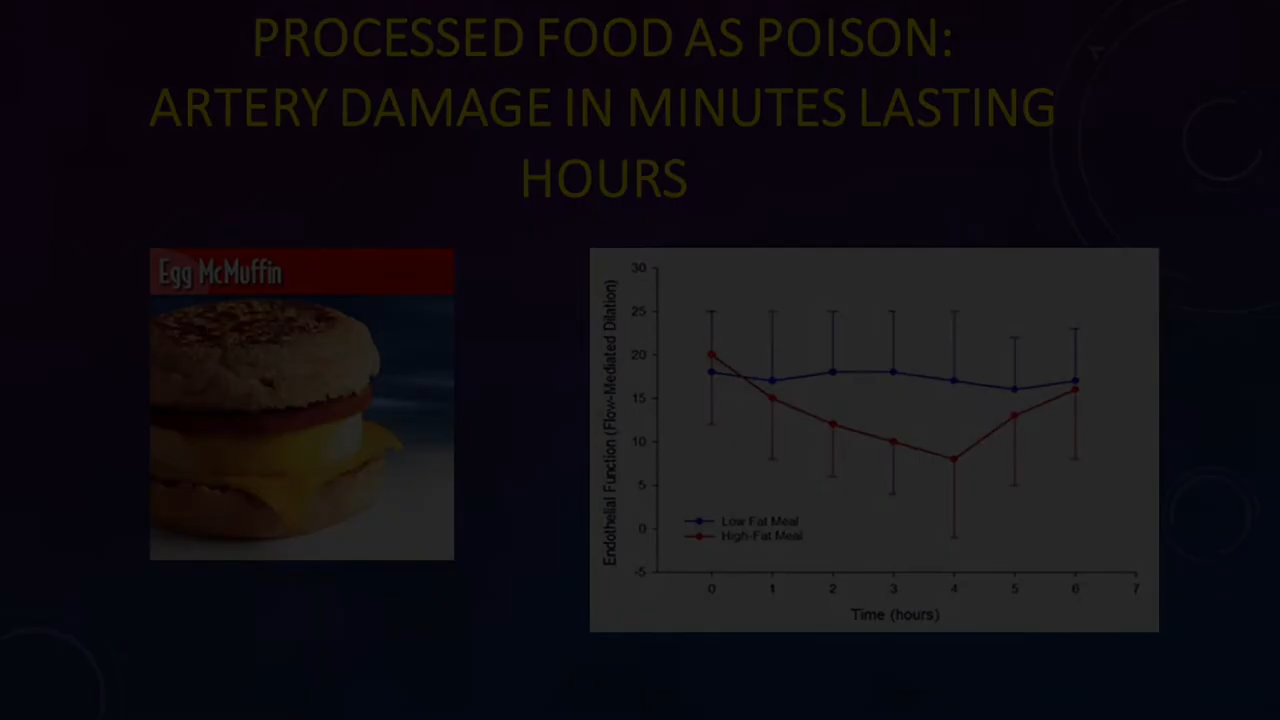 PROCESSED FOOD AS POISON:
ARTERY DAMAGE IN MINUTES LASTING
HOURS
Egg McMuffin
Endothelial Function (Flow-Mediated Dilation)
30
25
20
15
10
5
0
-5
Low Fat Meal
High-Fat Meal
0 1 2 3 4 5 6 7
Time (hours)